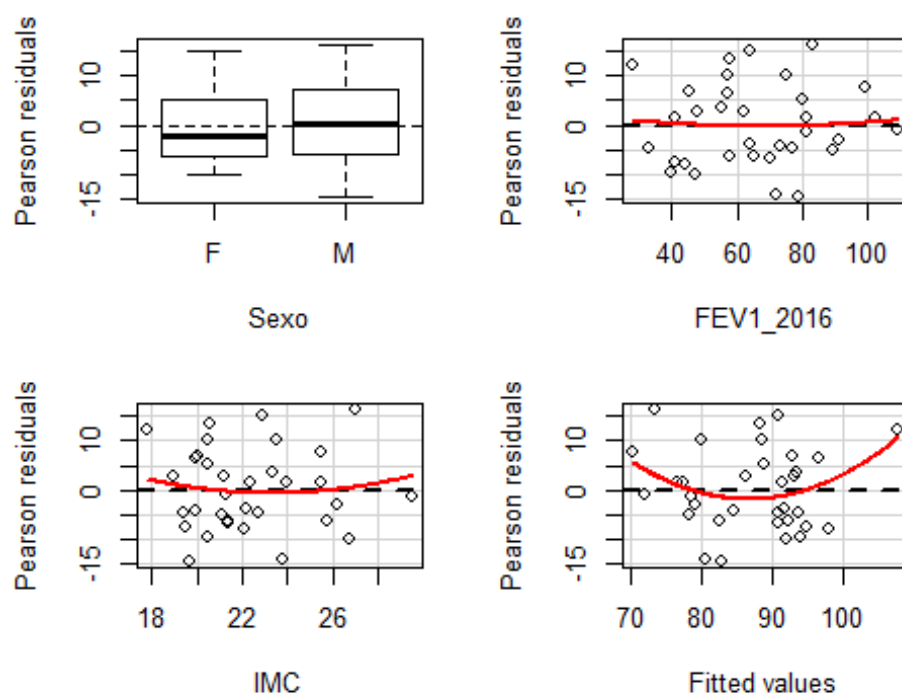 Pearson residuals
-15 0 10
F M
Sexo
Pearson residuals
-15 0 10
40 60 80 100
FEV1_2016
Pearson residuals
-15 0 10
18 22 26
IMC
Pearson residuals
-15 0 10
70 80 90 100
Fitted values